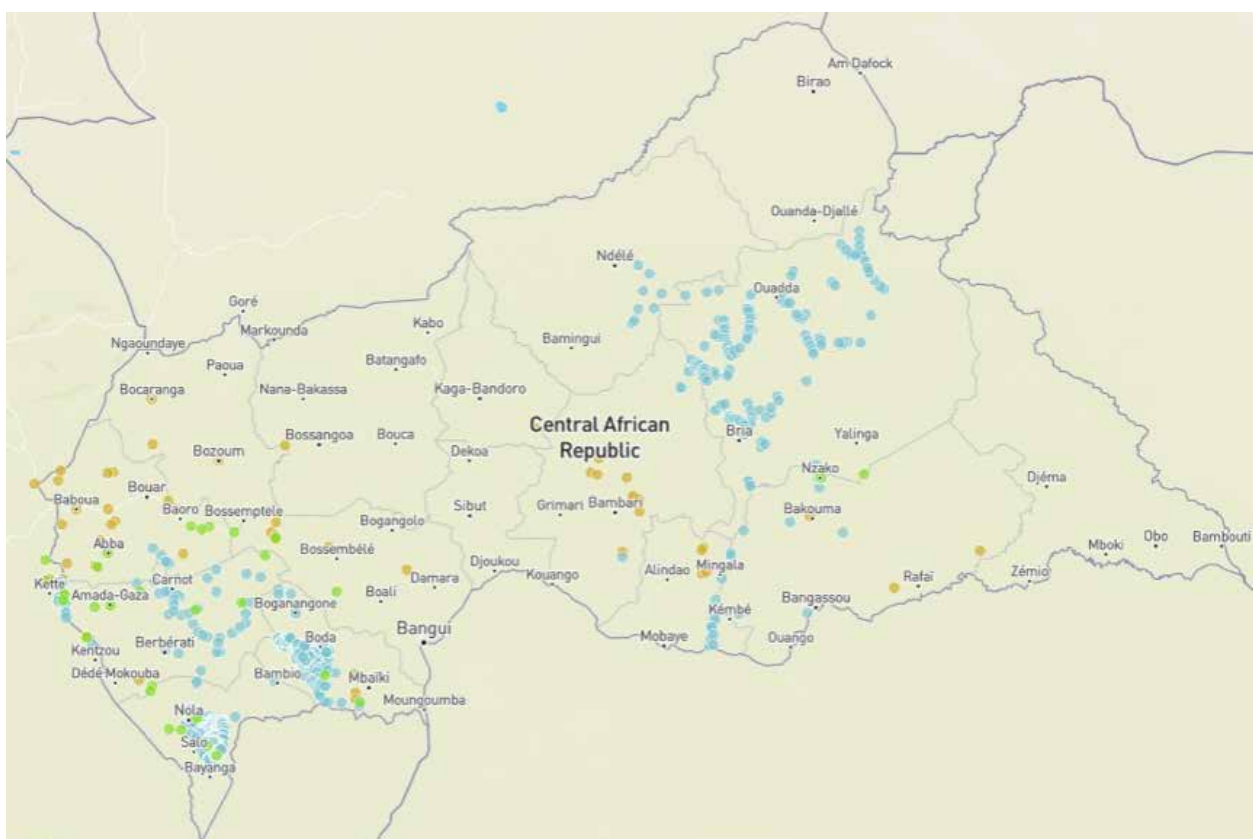 Am Dafock
Birao
Ouanda-Djallé
Ndélé
Ouadda
Goré
Kabo
Markounda
Ngaoundaye
Bamingui
Paoua
Batangafo
Bocaranga
Nana-Bakassa
Kaga-Bandoro
Central African
Republic
Bossangoa
Bouca
Bria
Yalinga
Bozoum
Dekoa
Nzako
Djéma
Bouar
Baboua
Sibut
Grimari
Bambari
Baoro
Bossemptele
Bogangolo
Bakouma
Abba
Bossembélé
Obo
Mboki
Bambouti
Djoukou
Kouango
Alindao
Mingala
Rafaï
Zémio
Kette
Carnot
Damara
Amada-Gaza
Boali
Boganangone
Bangassou
Kémbé
Bangui
Berbérati
Boda
Mobaye
Ouango
Kentzou
Dédé Mokouba
Bambio
Mbaïki
Moungoumba
Nola
Salo
Bayanga